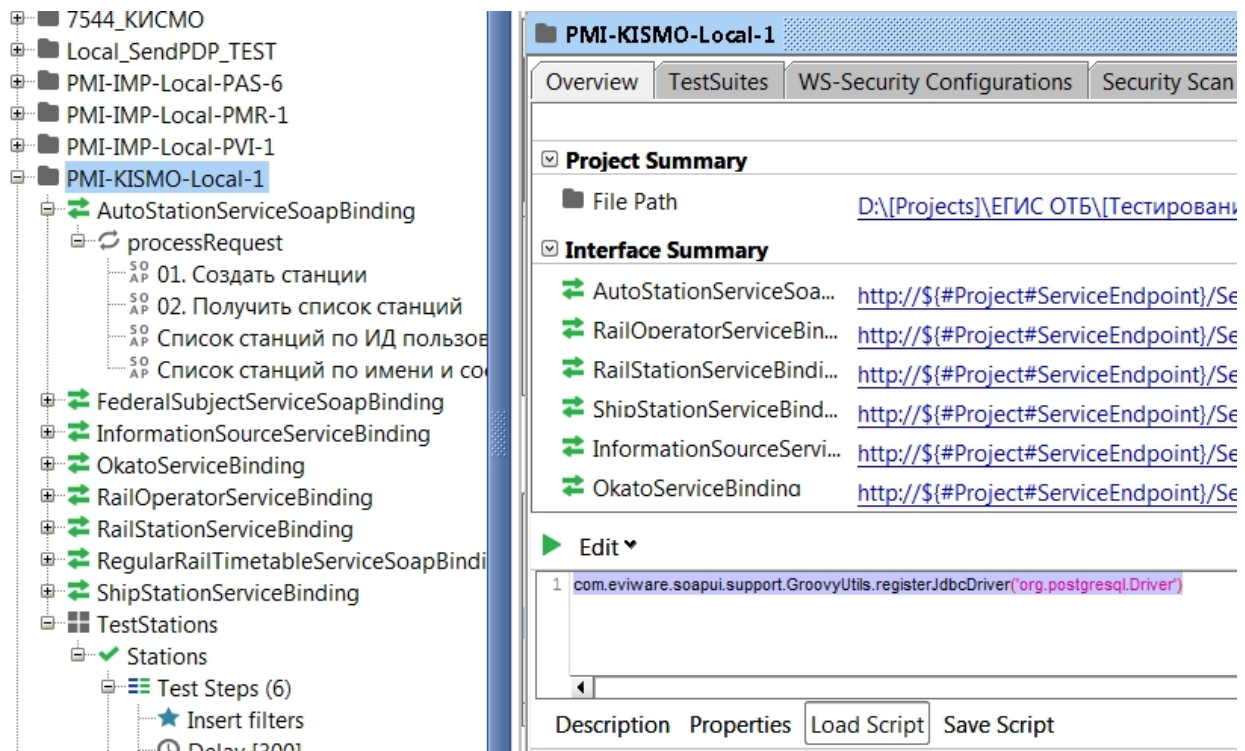 7544_КИСМО
Local_SendPDP_TEST
PMI-IMP-Local-PAS-6
PMI-IMP-Local-PMR-1
PMI-IMP-Local-PVI-1
PMI-KISMO-Local-1
AutoStationServiceSoapBinding
processRequest
SOAP 01. Создать станции
SOAP 02. Получить список станций
SOAP Список станций по ИД пользов
SOAP Список станций по имени и со
FederalSubjectServiceSoapBinding
InformationSourceServiceBinding
OkatoServiceBinding
RailOperatorServiceBinding
RailStationServiceBinding
RegularRailTimetableServiceSoapBindi
ShipStationServiceBinding
TestStations
Stations
Test Steps (6)
Insert filters
Delay [300]
PMI-KISMO-Local-1
Overview TestSuites WS-Security Configurations Security Scan
Project Summary
File Path D:\[Projects]\ЕГИС ОТБ\[Тестировани
Interface Summary
AutoStationServiceSoa... http://${#Project#ServiceEndpoint}/Se
RailOperatorServiceBin... http://${#Project#ServiceEndpoint}/Se
RailStationServiceBindi... http://${#Project#ServiceEndpoint}/Se
ShipStationServiceBind... http://${#Project#ServiceEndpoint}/Se
InformationSourceServi... http://${#Project#ServiceEndpoint}/Se
OkatoServiceBinding http://${#Project#ServiceEndpoint}/Se
Edit
1 com.eviware.soapui.support.GroovyUtils.registerJdbcDriver("org.postgresql.Driver")
Description Properties Load Script Save Script